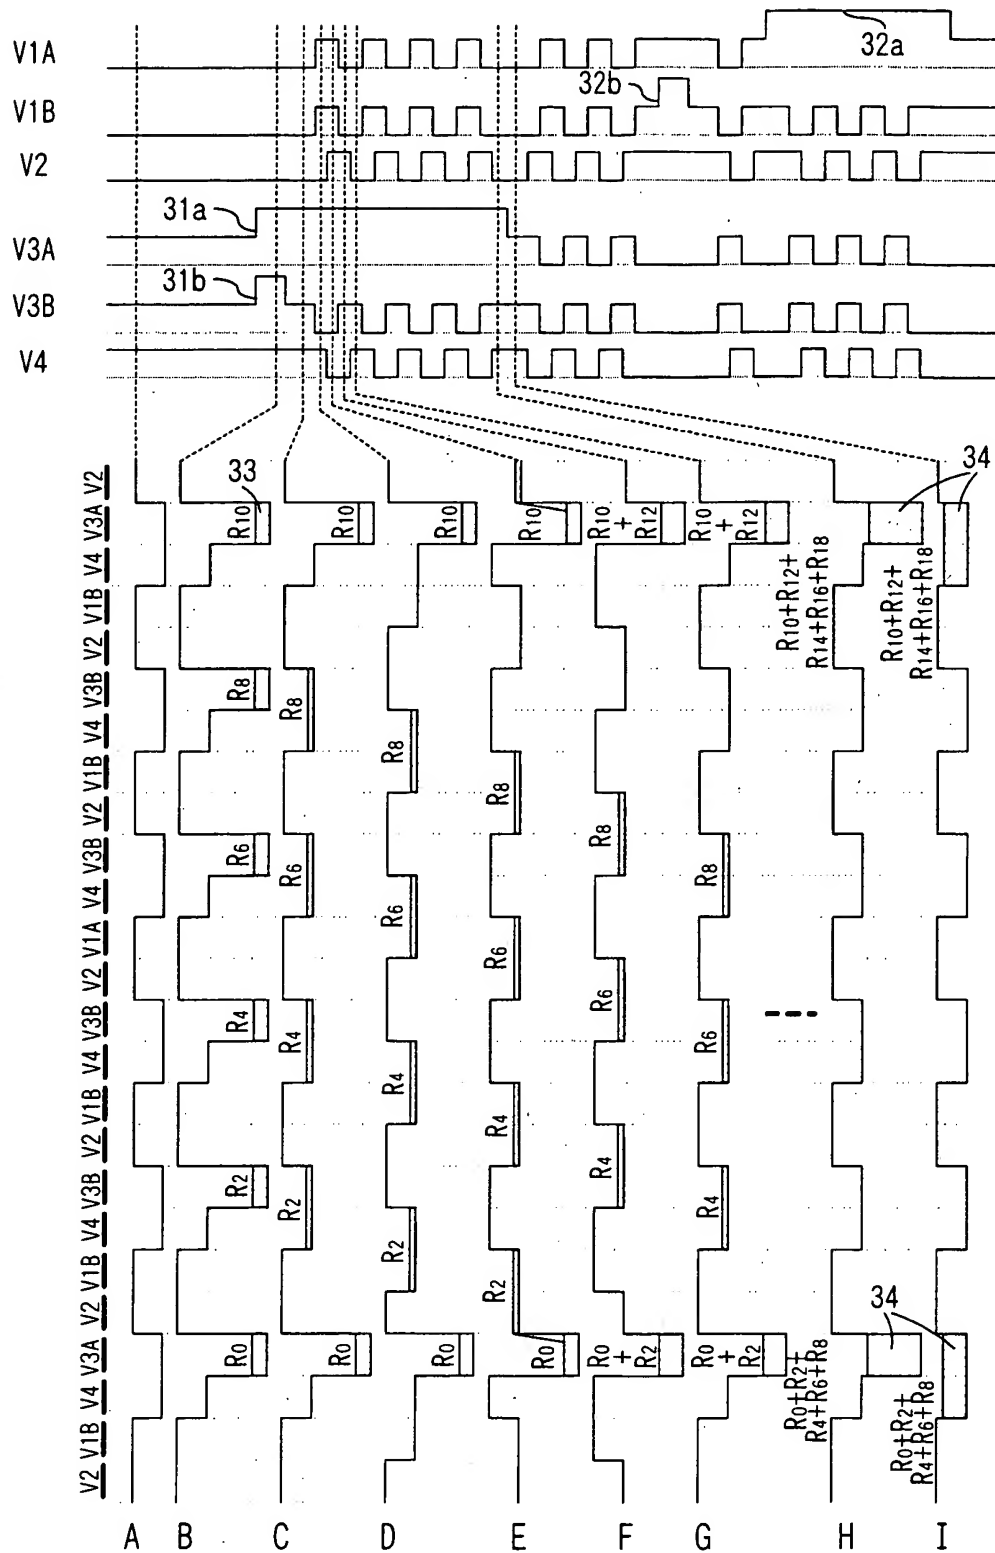 V1A
32a
32b
V1B
V2
31a
V3A
31b
V3B
V4
V2
V3A
V4
V1B
V2
V3B
V4
V1B
V2
V3B
V4
V1A
V2
V3B
V4
V1B
V2
V3B
V4
V1B
V2
V3A
V4
V1B
V2
33
34
R10
R10
R10
R10
R10
+
R12
R10
+
R12
R10+R12+
R14+R16+R18
R10+R12+
R14+R16+R18
R8
R8
R8
R8
R8
R8
R6
R6
R6
R6
R6
R6
R4
R4
R4
R4
R4
R4
R2
R2
R2
R2
34
R0
R0
R0
R0
R0
+
R2
R0
+
R2
R0+R2+
R4+R6+R8
R0+R2+
R4+R6+R8
A B C D E F G H I